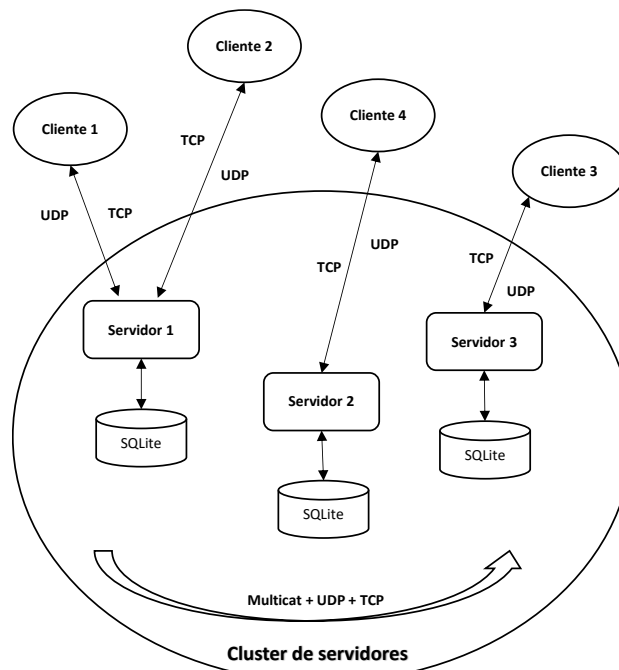 Cliente 2
Cliente 4
Cliente 1
Cliente 3
TCP
UDP
UDP
TCP
UDP
TCP
TCP
UDP
Servidor 1
Servidor 3
Servidor 2
SQLite
SQLite
SQLite
Multicat + UDP + TCP
Cluster de servidores